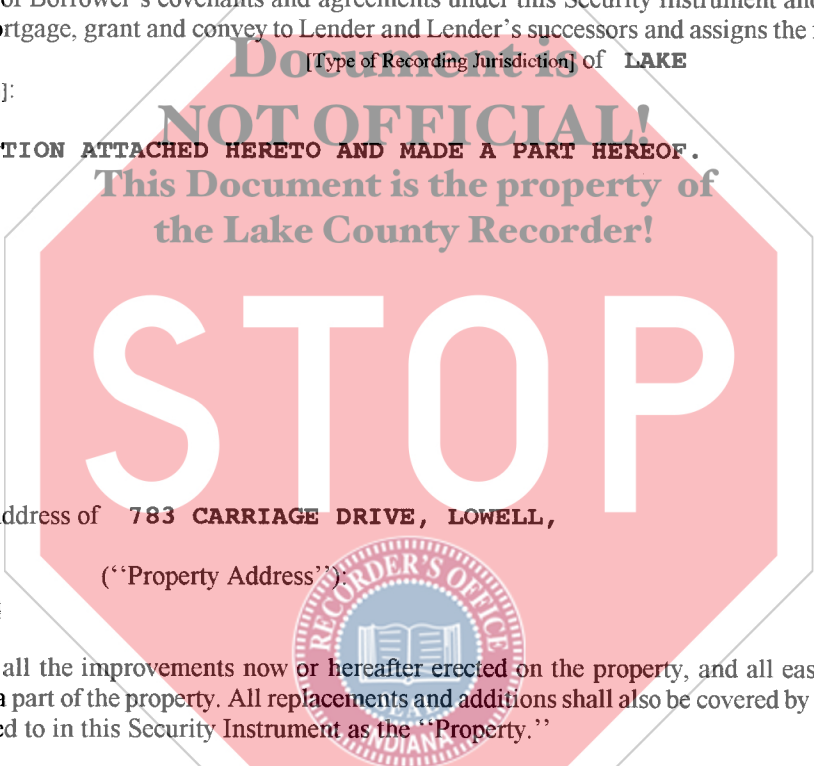 of Borrower's covenants and agreements under this Security Instrument and
ortgage, grant and convey to Lender and Lender's successors and assigns the
Document is
[Type of Recording Jurisdiction] of LAKE
]:
NOT OFFICIAL!
TION ATTACHED HERETO AND MADE A PART HEREOF.
This Document is the property of
the Lake County Recorder!
STOP
ddress of 783 CARRIAGE DRIVE, LOWELL,
(‘‘Property Address’’):
RECORDER'S OFFICE
SEAL
INDIANA
all the improvements now or hereafter erected on the property, and all eas
a part of the property. All replacements and additions shall also be covered by
ed to in this Security Instrument as the ‘‘Property.’’